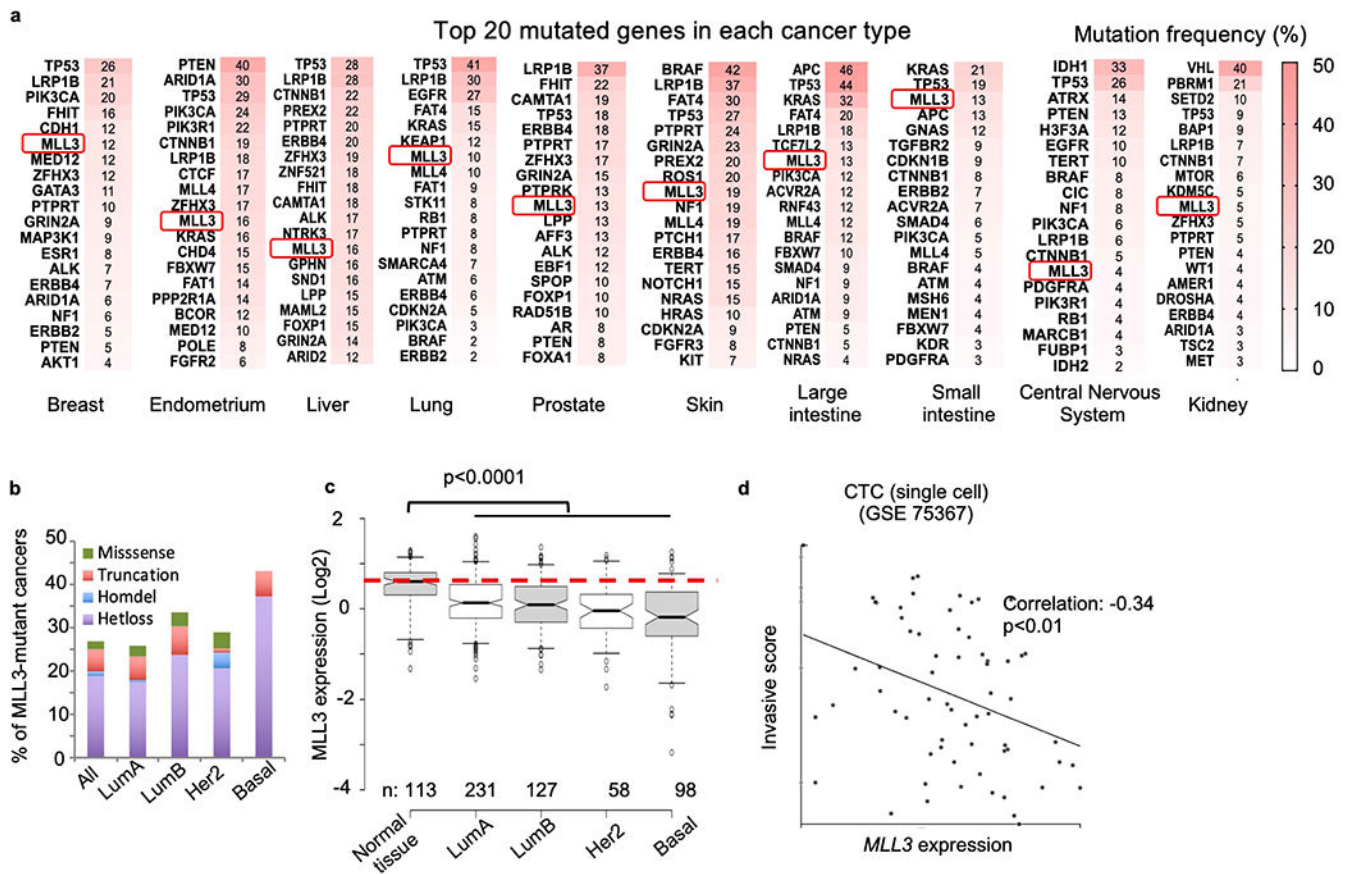 a
Top 20 mutated genes in each cancer type
Mutation frequency (%)
TP53 26
LRP1B 21
PIK3CA 20
FHIT 16
CDH1 12
MLL3 12
MED12 12
ZFHX3 12
GATA3 11
PTPRT 10
GRIN2A 9
MAP3K1 9
ESR1 8
ALK 7
ERBB4 7
ARID1A 6
NF1 6
ERBB2 5
PTEN 5
AKT1 4
Breast
PTEN 40
ARID1A 30
TP53 29
PIK3CA 24
PIK3R1 22
CTNNB1 19
LRP1B 18
CTCF 17
MLL4 17
ZFHX3 17
MLL3 16
KRAS 16
CHD4 15
FBXW7 15
FAT1 14
PPP2R1A 14
BCOR 12
MED12 10
POLE 8
FGFR2 6
Endometrium
TP53 28
LRP1B 28
CTNNB1 22
PREX2 22
PTPRT 20
ERBB4 20
ZFHX3 19
ZNF521 18
FHIT 18
CAMTA1 18
ALK 17
NTRK3 17
MLL3 16
GPHN 16
SND1 16
LPP 15
MAML2 15
FOXP1 15
GRIN2A 14
ARID2 12
Liver
TP53 41
LRP1B 30
EGFR 27
FAT4 15
KRAS 15
KEAP1 12
MLL3 10
MLL4 10
FAT1 9
STK11 8
RB1 8
PTPRT 8
NF1 8
SMARCA4 7
ATM 6
ERBB4 6
CDKN2A 5
PIK3CA 3
BRAF 2
ERBB2 2
Lung
LRP1B 37
FHIT 22
CAMTA1 19
TP53 18
ERBB4 18
PTPRT 17
ZFHX3 17
GRIN2A 15
PTPRK 13
MLL3 13
LPP 13
AFF3 13
ALK 12
EBF1 12
SPOP 10
FOXP1 10
RAD51B 10
AR 8
PTEN 8
FOXA1 8
Prostate
BRAF 42
LRP1B 37
FAT4 30
TP53 27
PTPRT 24
GRIN2A 23
PREX2 20
ROS1 20
MLL3 19
NF1 19
MLL4 19
PTCH1 17
ERBB4 16
TERT 15
NOTCH1 15
NRAS 15
HRAS 10
CDKN2A 9
FGFR3 8
KIT 7
Skin
APC 46
TP53 44
KRAS 32
FAT4 20
LRP1B 18
TCF7L2 13
MLL3 13
PIK3CA 12
ACVR2A 12
RNF43 12
MLL4 12
BRAF 12
FBXW7 10
SMAD4 9
NF1 9
ARID1A 9
ATM 9
PTEN 5
CTNNB1 5
NRAS 4
Large
intestine
KRAS 21
TP53 19
MLL3 13
APC 13
GNAS 12
TGFBR2 9
CDKN1B 9
CTNNB1 8
ERBB2 7
ACVR2A 7
SMAD4 6
PIK3CA 5
MLL4 5
BRAF 4
ATM 4
MSH6 4
MEN1 4
FBXW7 4
KDR 3
PDGFRA 3
Small
intestine
IDH1 33
TP53 26
ATRX 14
PTEN 13
H3F3A 12
EGFR 10
TERT 10
BRAF 8
CIC 8
NF1 8
PIK3CA 6
LRP1B 6
CTNNB1 5
MLL3 4
PDGFRA 4
PIK3R1 4
RB1 4
MARCB1 4
FUBP1 3
IDH2 2
Central Nervous
System
VHL 40
PBRM1 21
SETD2 10
TP53 9
BAP1 9
LRP1B 7
CTNNB1 7
MTOR 6
KDM5C 5
MLL3 5
ZFHX3 5
PTPRT 5
PTEN 4
WT1 4
AMER1 4
DROSHA 4
ERBB4 4
ARID1A 3
TSC2 3
MET 3
Kidney
50
40
30
20
10
0
b
% of MLL3-mutant cancers
50
40
30
20
10
0
Misssense
Truncation
Homdel
Hetloss
All
LumA
LumB
Her2
Basal
c
p<0.0001
MLL3 expression (Log2)
2
0
-2
-4
n: 113 231 127 58 98
Normal
tissue
LumA
LumB
Her2
Basal
d
CTC (single cell)
(GSE 75367)
Correlation: -0.34
p<0.01
Invasive score
MLL3 expression